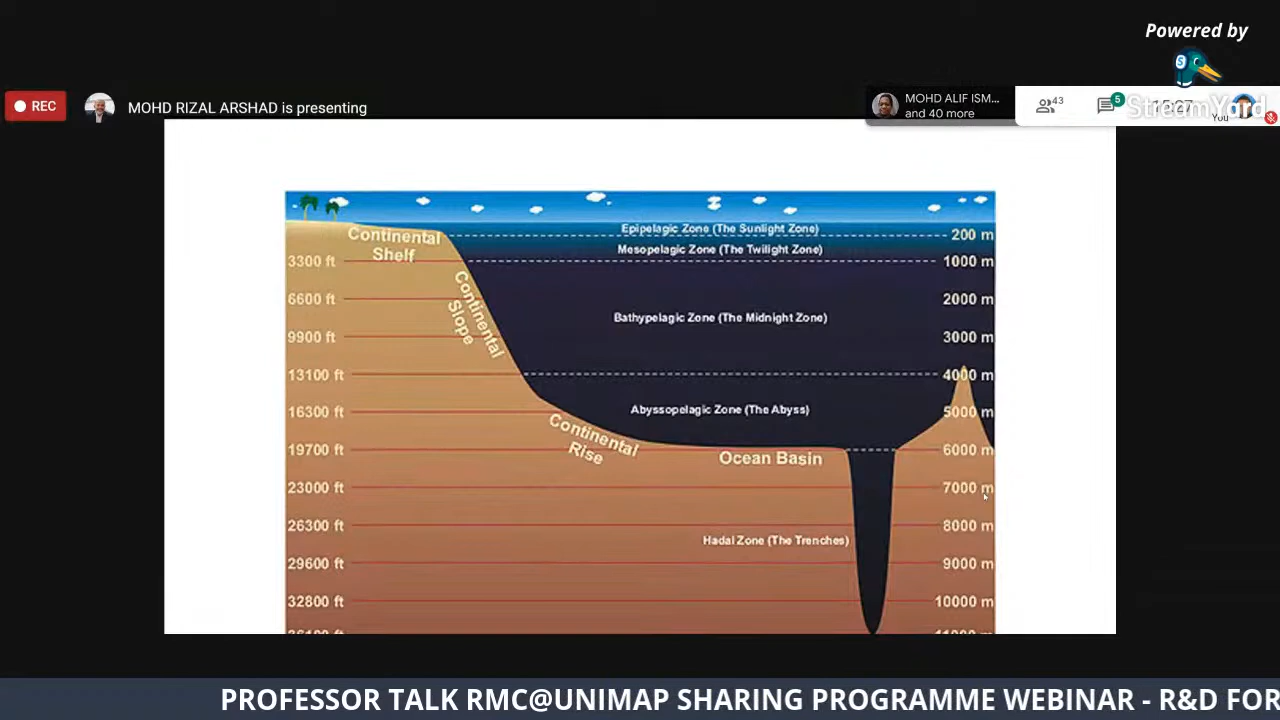 Powered by
REC
MOHD RIZAL ARSHAD is presenting
MOHD ALIF ISM...
and 40 more
43
5
StreamYard
You
Epipelagic Zone (The Sunlight Zone)
200 m
Continental
Shelf
Mesopelagic Zone (The Twilight Zone)
3300 ft
1000 m
Continental
Slope
6600 ft
2000 m
Bathypelagic Zone (The Midnight Zone)
9900 ft
3000 m
13100 ft
4000 m
16300 ft
Abyssopelagic Zone (The Abyss)
5000 m
Continental
Rise
19700 ft
Ocean Basin
6000 m
23000 ft
7000 m
26300 ft
8000 m
Hadal Zone (The Trenches)
29600 ft
9000 m
32800 ft
10000 m
PROFESSOR TALK RMC@UNIMAP SHARING PROGRAMME WEBINAR - R&D FOR